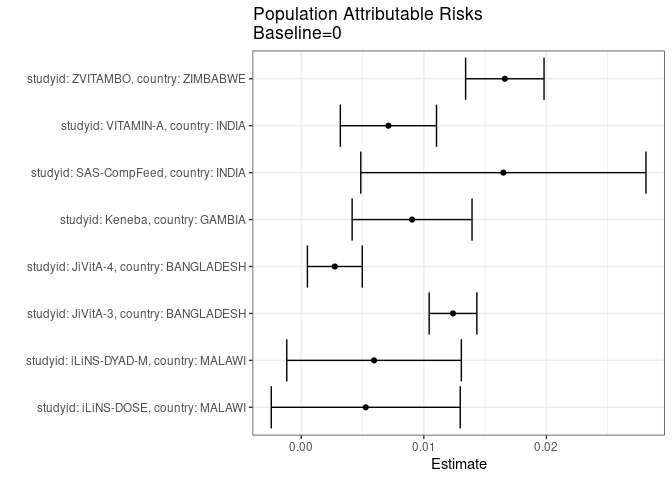 Population Attributable Risks
Baseline=0
studyid: ZVITAMBO, country: ZIMBABWE
studyid: VITAMIN-A, country: INDIA
studyid: SAS-CompFeed, country: INDIA
studyid: Keneba, country: GAMBIA
studyid: JiVitA-4, country: BANGLADESH
studyid: JiVitA-3, country: BANGLADESH
studyid: iLiNS-DYAD-M, country: MALAWI
studyid: iLiNS-DOSE, country: MALAWI
0.00 0.01 0.02
Estimate